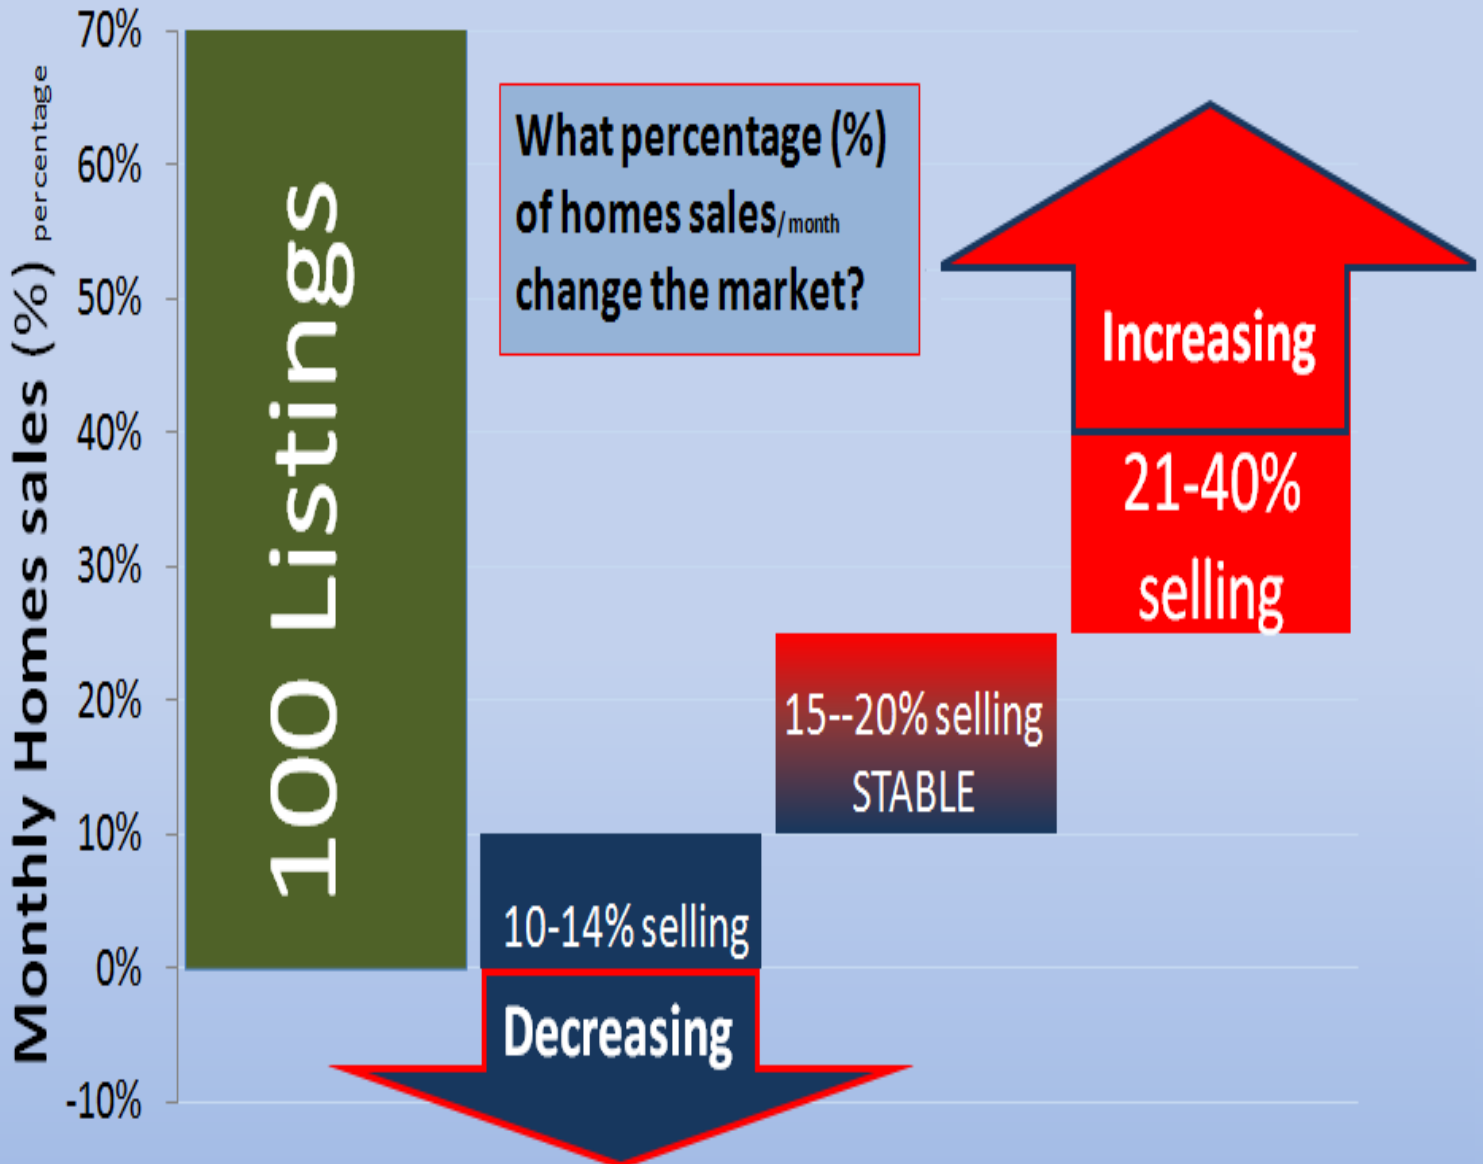 Monthly Homes sales (%) percentage
70%
60%
50%
40%
30%
20%
10%
0%
-10%
100 Listings
What percentage (%)
of homes sales/month
change the market?
Increasing
21-40%
selling
15--20% selling
STABLE
10-14% selling
Decreasing